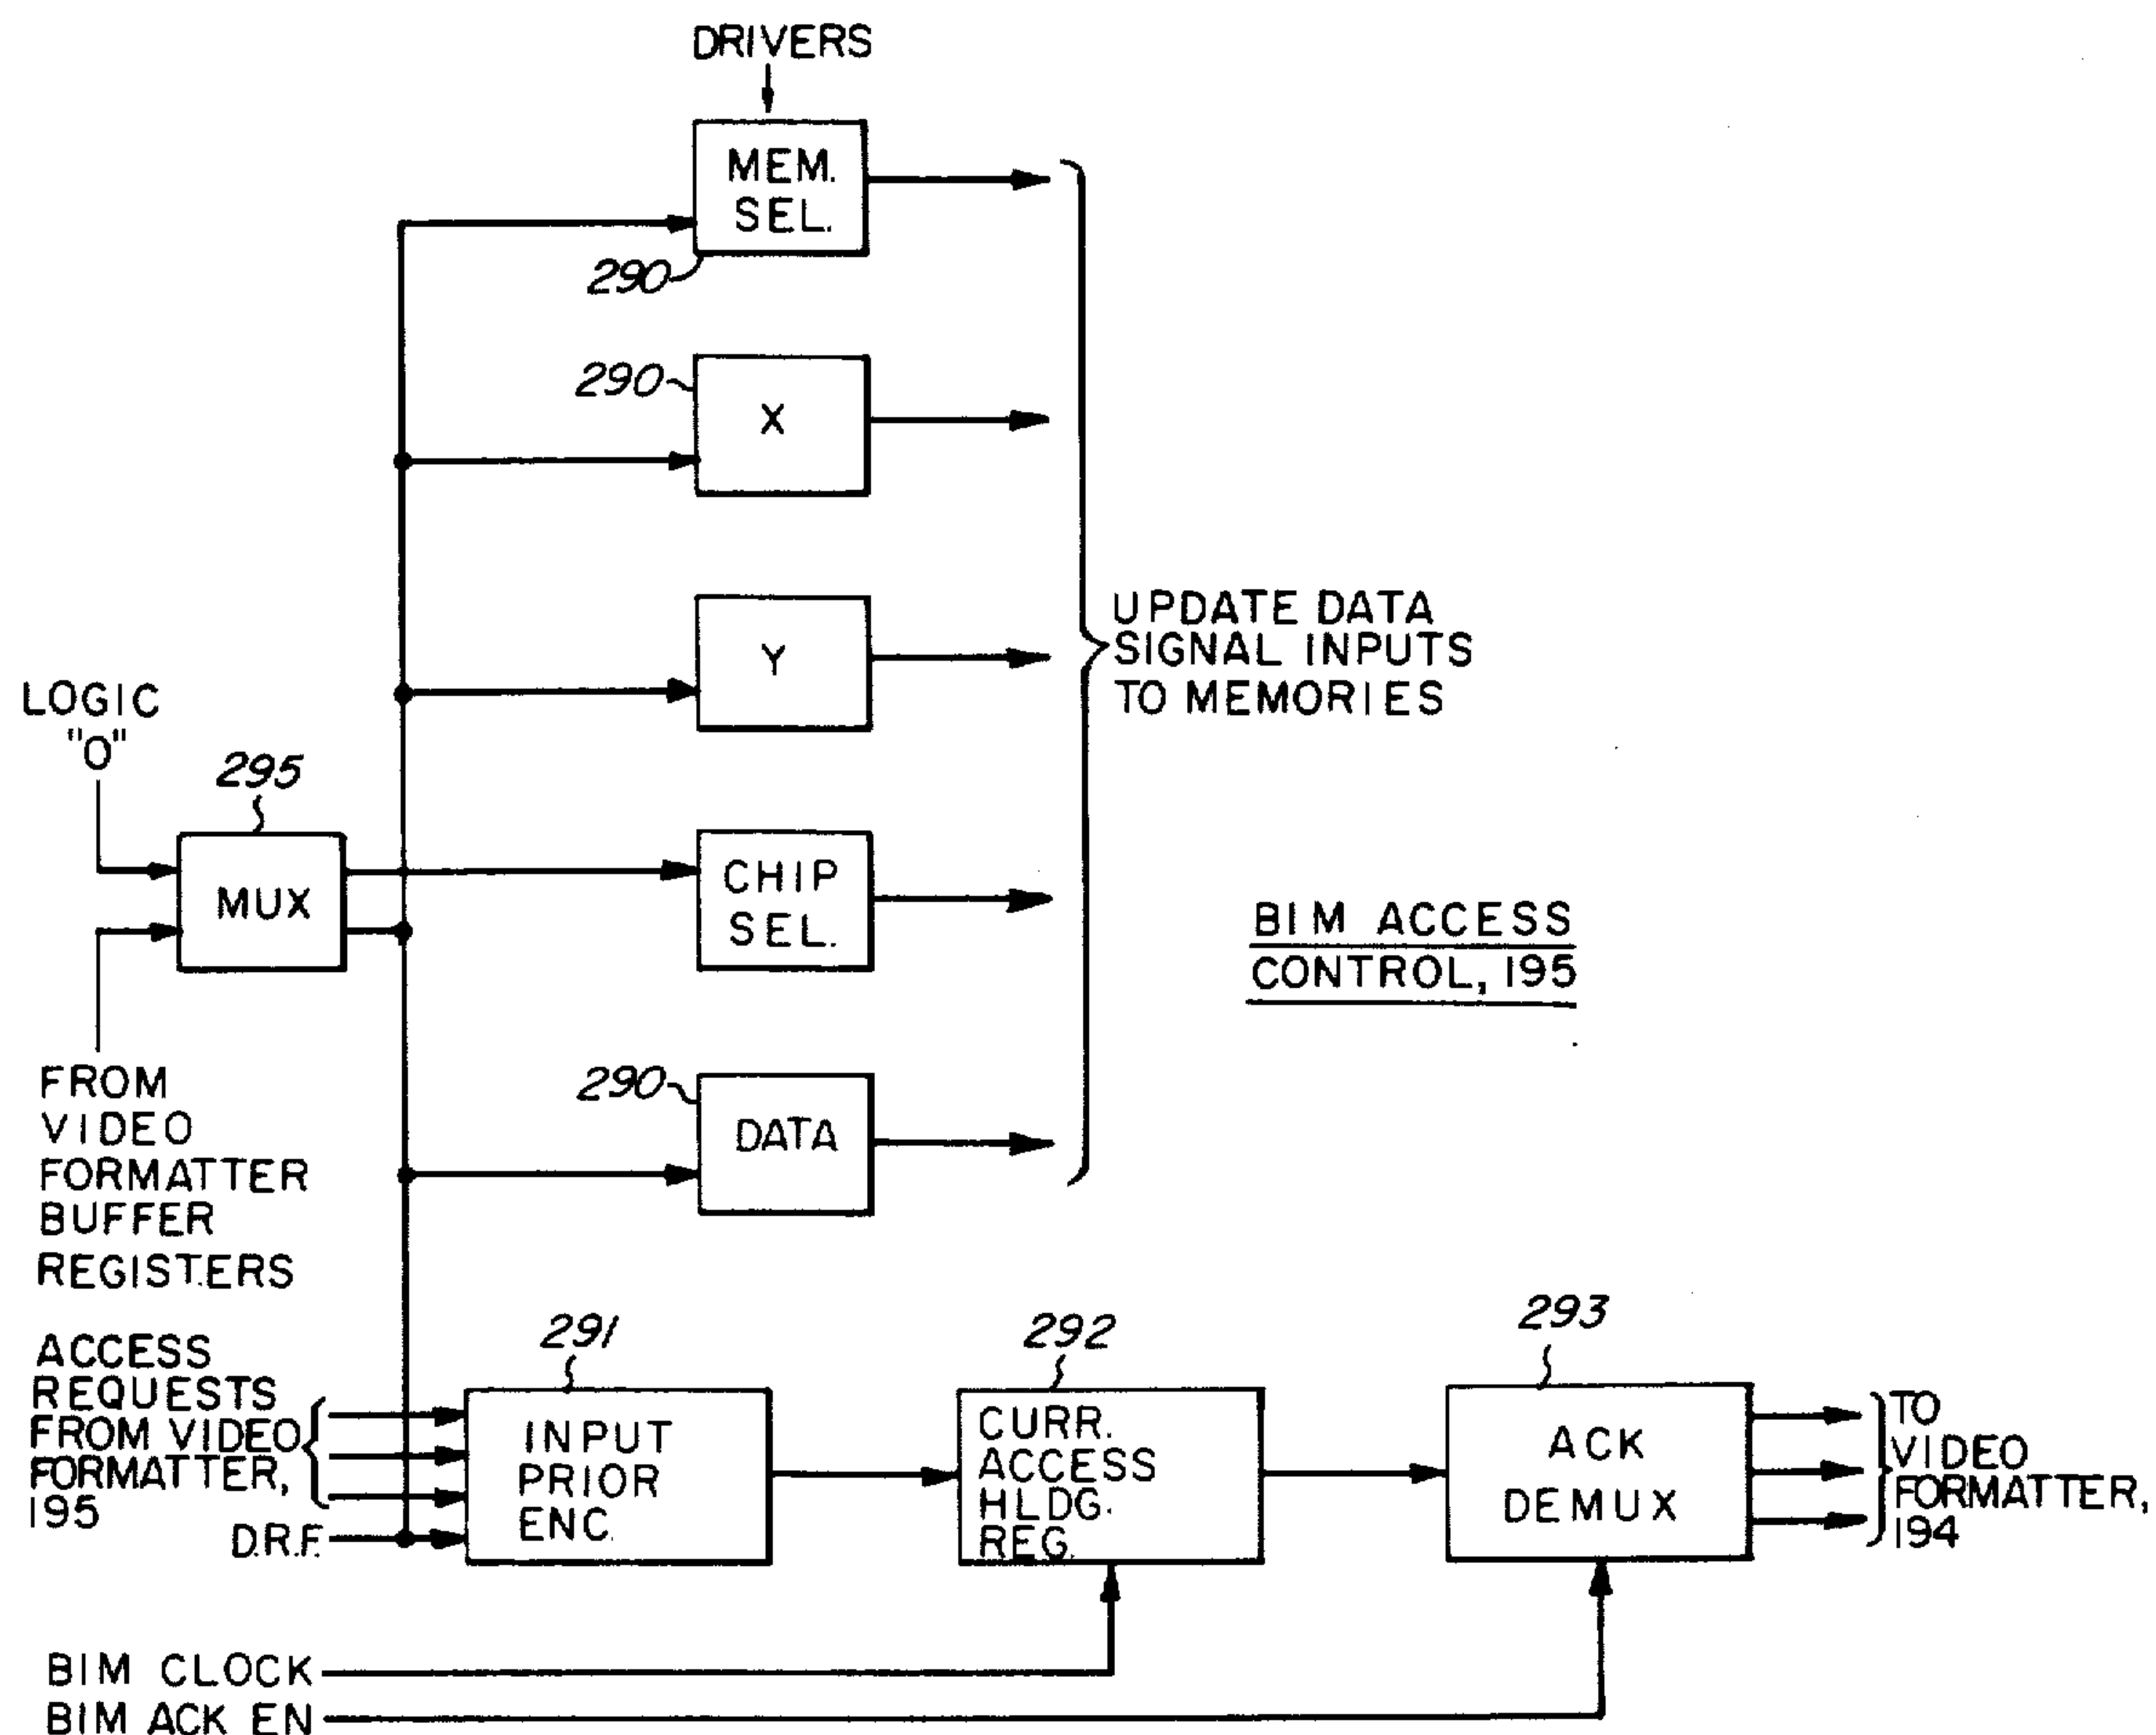 DRIVERS
MEM.
SEL.
290
290
X
Y
UPDATE DATA
SIGNAL INPUTS
TO MEMORIES
LOGIC
"O"
295
MUX
CHIP
SEL.
BIM ACCESS
CONTROL, 195
FROM
VIDEO
FORMATTER
BUFFER
REGISTERS
290
DATA
ACCESS
REQUESTS
FROM VIDEO
FORMATTER,
195
D.R.F.
291
INPUT
PRIOR
ENC.
292
CURR.
ACCESS
HLDG.
REG.
293
ACK
DEMUX
TO
VIDEO
FORMATTER,
194
BIM CLOCK
BIM ACK EN